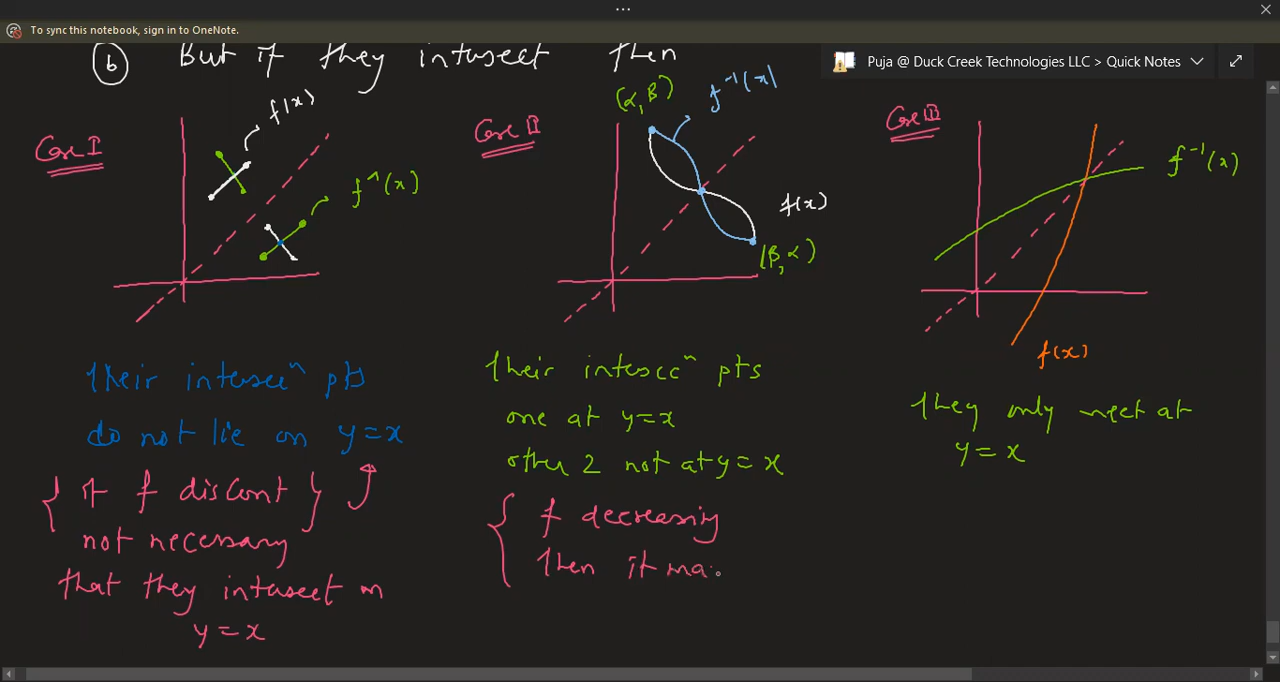 ...
To sync this notebook, sign in to OneNote.
Puja @ Duck Creek Technologies LLC > Quick Notes
b But if they intersect then
Case I
f(x)
f^-1(x)
their intersecⁿ pts
do not lie on y=x
{ if f discont }
not necessary
that they intersect on
y = x
Case II
(α, β)
f^-1(x)
f(x)
(β, α)
their intersecⁿ pts
one at y=x
other 2 not at y=x
{ f decreasing
then it ma
Case III
f^-1(x)
f(x)
they only meet at
y = x